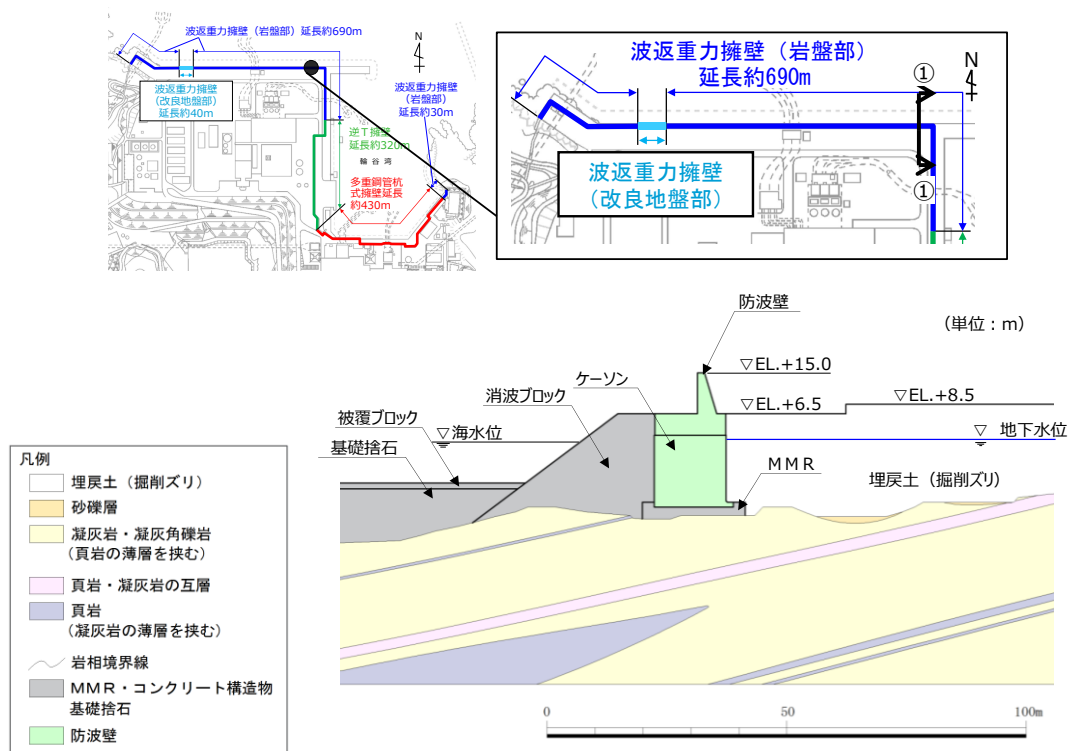 波返重力擁壁(岩盤部)延長約690m
N
波返重力擁壁
(改良地盤部)
延長約40m
波返重力擁壁
(岩盤部)
延長約30m
逆T擁壁
延長約320m
輪谷湾
多重鋼管杭
式擁壁延長
約430m
波返重力擁壁(岩盤部)
延長約690m
①
N
波返重力擁壁
(改良地盤部)
①
防波壁
(単位:m)
▽EL.+15.0
ケーソン
消波ブロック
▽EL.+6.5
▽EL.+8.5
被覆ブロック
▽海水位
▽ 地下水位
基礎捨石
MMR
埋戻土(掘削ズリ)
凡例
埋戻土(掘削ズリ)
砂礫層
凝灰岩・凝灰角礫岩
(頁岩の薄層を挟む)
頁岩・凝灰岩の互層
頁岩
(凝灰岩の薄層を挟む)
岩相境界線
MMR・コンクリート構造物
基礎捨石
防波壁
0 50 100m